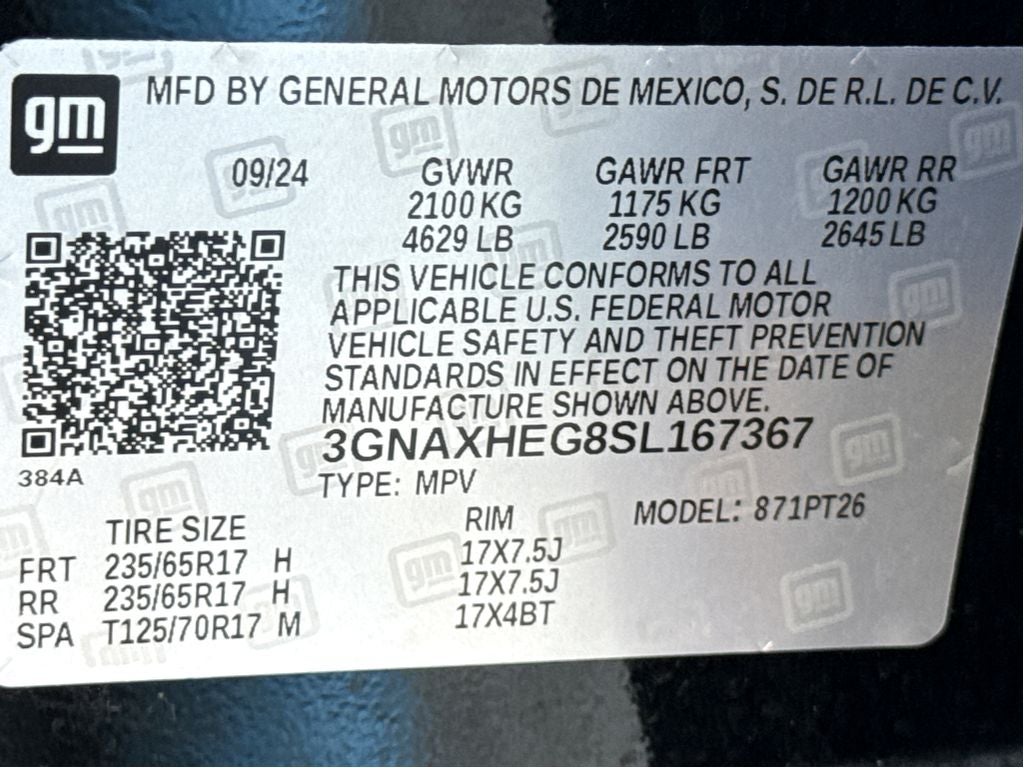 gm MFD BY GENERAL MOTORS DE MEXICO, S. DE R.L. DE C.V.
09/24 GVWR GAWR FRT GAWR RR
2100 KG 1175 KG 1200 KG
4629 LB 2590 LB 2645 LB
THIS VEHICLE CONFORMS TO ALL
APPLICABLE U.S. FEDERAL MOTOR
VEHICLE SAFETY AND THEFT PREVENTION
STANDARDS IN EFFECT ON THE DATE OF
MANUFACTURE SHOWN ABOVE.
3GNAXHEG8SL167367
384A
TYPE: MPV
MODEL: 871PT26
TIRE SIZE RIM
FRT 235/65R17 H 17X7.5J
RR 235/65R17 H 17X7.5J
SPA T125/70R17 M 17X4BT